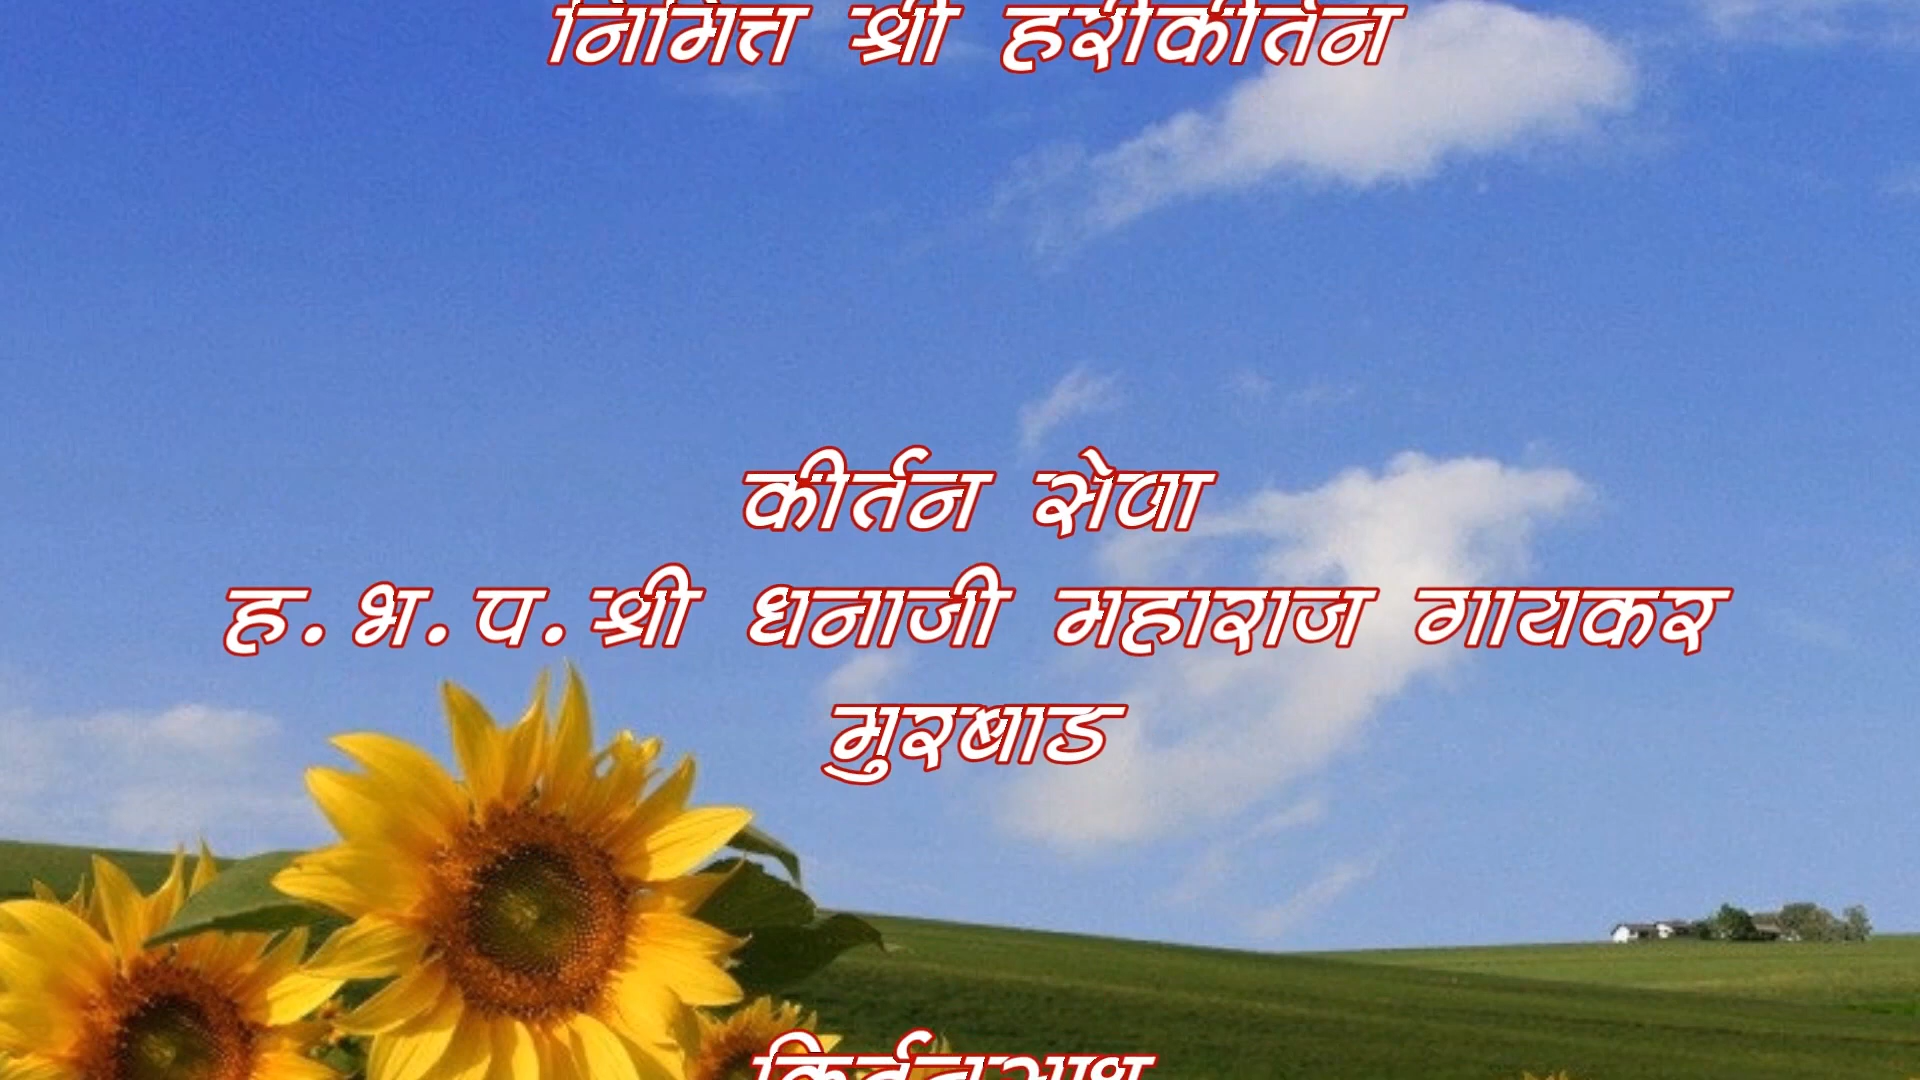 निमित्त श्री हरीकीर्तन
कीर्तन सेवा
ह.भ.प.श्री धनाजी महाराज गायकर
मुरबाड